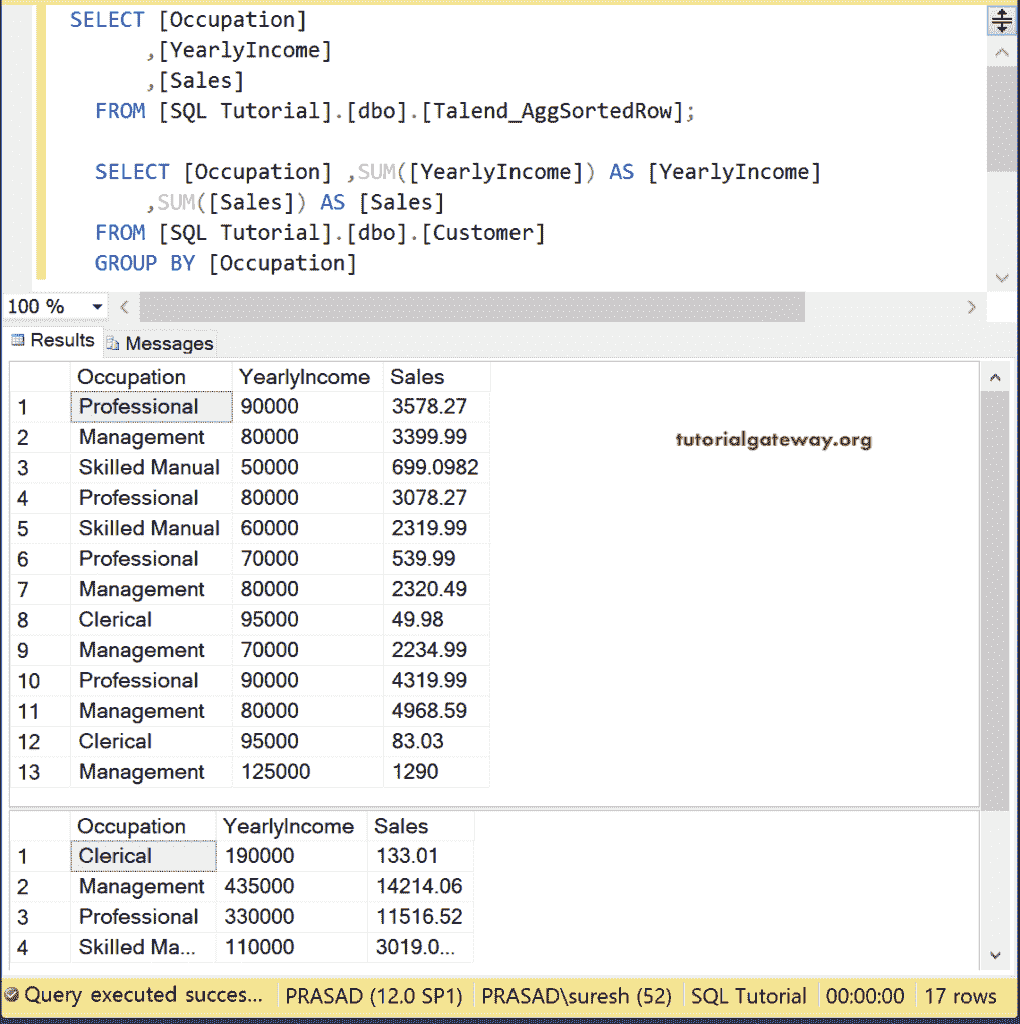 SELECT [Occupation]
,[YearlyIncome]
,[Sales]
FROM [SQL Tutorial].[dbo].[Talend_AggSortedRow];
SELECT [Occupation] ,SUM([YearlyIncome]) AS [YearlyIncome]
,SUM([Sales]) AS [Sales]
FROM [SQL Tutorial].[dbo].[Customer]
GROUP BY [Occupation]
100 %
Results Messages
Occupation YearlyIncome Sales
1 Professional 90000 3578.27
2 Management 80000 3399.99
tutorialgateway.org
3 Skilled Manual 50000 699.0982
4 Professional 80000 3078.27
5 Skilled Manual 60000 2319.99
6 Professional 70000 539.99
7 Management 80000 2320.49
8 Clerical 95000 49.98
9 Management 70000 2234.99
10 Professional 90000 4319.99
11 Management 80000 4968.59
12 Clerical 95000 83.03
13 Management 125000 1290
Occupation YearlyIncome Sales
1 Clerical 190000 133.01
2 Management 435000 14214.06
3 Professional 330000 11516.52
4 Skilled Ma... 110000 3019.0...
Query executed succes... PRASAD (12.0 SP1) PRASAD\suresh (52) SQL Tutorial 00:00:00 17 rows